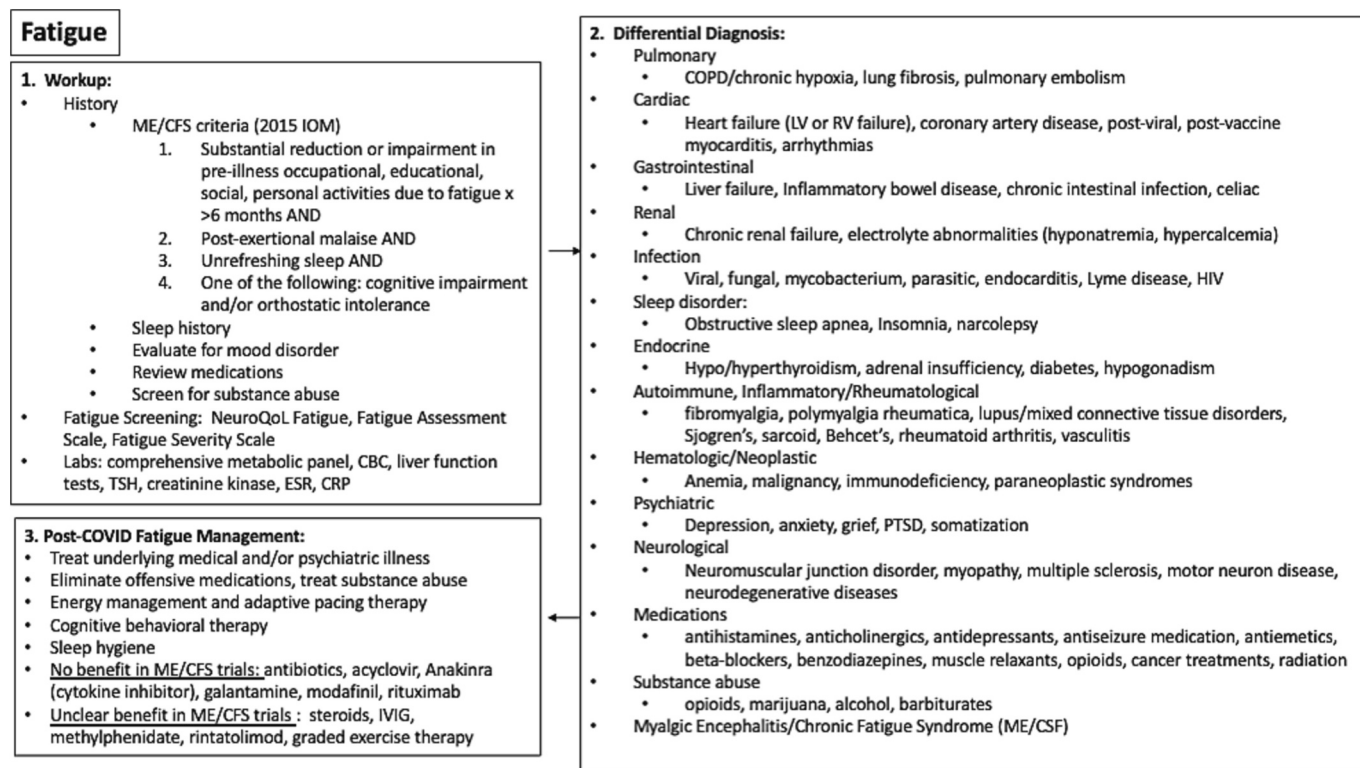 Fatigue
1. Workup:
• History
• ME/CFS criteria (2015 IOM)
1. Substantial reduction or impairment in
pre-illness occupational, educational,
social, personal activities due to fatigue x
>6 months AND
2. Post-exertional malaise AND
3. Unrefreshing sleep AND
4. One of the following: cognitive impairment
and/or orthostatic intolerance
• Sleep history
• Evaluate for mood disorder
• Review medications
• Screen for substance abuse
• Fatigue Screening: NeuroQoL Fatigue, Fatigue Assessment
Scale, Fatigue Severity Scale
• Labs: comprehensive metabolic panel, CBC, liver function
tests, TSH, creatinine kinase, ESR, CRP
2. Differential Diagnosis:
• Pulmonary
• COPD/chronic hypoxia, lung fibrosis, pulmonary embolism
• Cardiac
• Heart failure (LV or RV failure), coronary artery disease, post-viral, post-vaccine
myocarditis, arrhythmias
• Gastrointestinal
• Liver failure, Inflammatory bowel disease, chronic intestinal infection, celiac
• Renal
• Chronic renal failure, electrolyte abnormalities (hyponatremia, hypercalcemia)
• Infection
• Viral, fungal, mycobacterium, parasitic, endocarditis, Lyme disease, HIV
• Sleep disorder:
• Obstructive sleep apnea, Insomnia, narcolepsy
• Endocrine
• Hypo/hyperthyroidism, adrenal insufficiency, diabetes, hypogonadism
• Autoimmune, Inflammatory/Rheumatological
• fibromyalgia, polymyalgia rheumatica, lupus/mixed connective tissue disorders,
Sjogren's, sarcoid, Behcet's, rheumatoid arthritis, vasculitis
• Hematologic/Neoplastic
• Anemia, malignancy, immunodeficiency, paraneoplastic syndromes
• Psychiatric
• Depression, anxiety, grief, PTSD, somatization
• Neurological
• Neuromuscular junction disorder, myopathy, multiple sclerosis, motor neuron disease,
neurodegenerative diseases
• Medications
• antihistamines, anticholinergics, antidepressants, antiseizure medication, antiemetics,
beta-blockers, benzodiazepines, muscle relaxants, opioids, cancer treatments, radiation
• Substance abuse
• opioids, marijuana, alcohol, barbiturates
• Myalgic Encephalitis/Chronic Fatigue Syndrome (ME/CSF)
3. Post-COVID Fatigue Management:
• Treat underlying medical and/or psychiatric illness
• Eliminate offensive medications, treat substance abuse
• Energy management and adaptive pacing therapy
• Cognitive behavioral therapy
• Sleep hygiene
• No benefit in ME/CFS trials: antibiotics, acyclovir, Anakinra
(cytokine inhibitor), galantamine, modafinil, rituximab
• Unclear benefit in ME/CFS trials : steroids, IVIG,
methylphenidate, rintatolimod, graded exercise therapy